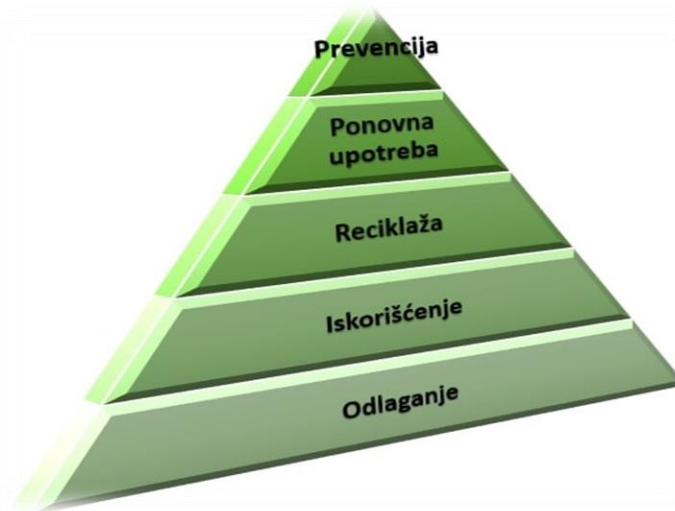 Prevencija
Ponovna
upotreba
Reciklaža
Iskorišćenje
Odlaganje